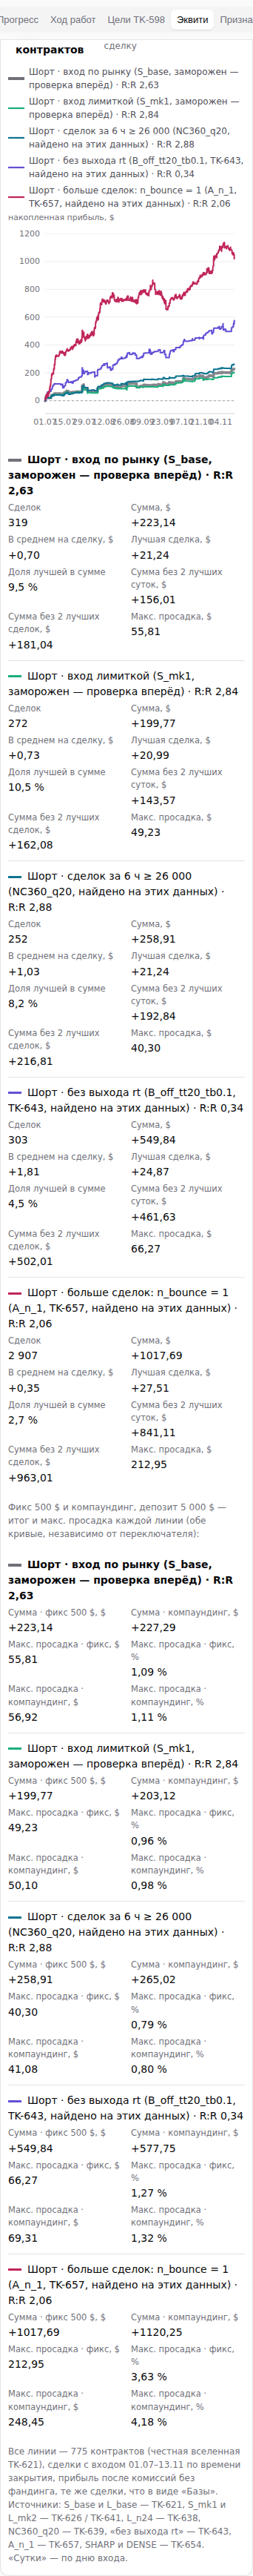 Прогресс Ход работ Цели ТК-598 Эквити Призна
контрактов сделку
Шорт · вход по рынку (S_base, заморожен —
проверка вперёд) · R:R 2,63
Шорт · вход лимиткой (S_mk1, заморожен —
проверка вперёд) · R:R 2,84
Шорт · сделок за 6 ч ≥ 26 000 (NC360_q20,
найдено на этих данных) · R:R 2,88
Шорт · без выхода rt (B_off_tt20_tb0.1, TK-643,
найдено на этих данных) · R:R 0,34
Шорт · больше сделок: n_bounce = 1 (A_n_1,
TK-657, найдено на этих данных) · R:R 2,06
накопленная прибыль, $
1200
1000
800
600
400
200
0
01.07 15.07 29.07 12.08 26.08 09.09 23.09 07.10 21.10 04.11
Шорт · вход по рынку (S_base,
заморожен — проверка вперёд) · R:R
2,63
Сделок Сумма, $
319 +223,14
В среднем на сделку, $ Лучшая сделка, $
+0,70 +21,24
Доля лучшей в сумме Сумма без 2 лучших
9,5 % суток, $
+156,01
Сумма без 2 лучших Макс. просадка, $
сделок, $ 55,81
+181,04
Шорт · вход лимиткой (S_mk1,
заморожен — проверка вперёд) · R:R 2,84
Сделок Сумма, $
272 +199,77
В среднем на сделку, $ Лучшая сделка, $
+0,73 +20,99
Доля лучшей в сумме Сумма без 2 лучших
10,5 % суток, $
+143,57
Сумма без 2 лучших Макс. просадка, $
сделок, $ 49,23
+162,08
Шорт · сделок за 6 ч ≥ 26 000
(NC360_q20, найдено на этих данных) ·
R:R 2,88
Сделок Сумма, $
252 +258,91
В среднем на сделку, $ Лучшая сделка, $
+1,03 +21,24
Доля лучшей в сумме Сумма без 2 лучших
8,2 % суток, $
+192,84
Сумма без 2 лучших Макс. просадка, $
сделок, $ 40,30
+216,81
Шорт · без выхода rt (B_off_tt20_tb0.1,
TK-643, найдено на этих данных) · R:R 0,34
Сделок Сумма, $
303 +549,84
В среднем на сделку, $ Лучшая сделка, $
+1,81 +24,87
Доля лучшей в сумме Сумма без 2 лучших
4,5 % суток, $
+461,63
Сумма без 2 лучших Макс. просадка, $
сделок, $ 66,27
+502,01
Шорт · больше сделок: n_bounce = 1
(A_n_1, TK-657, найдено на этих данных) ·
R:R 2,06
Сделок Сумма, $
2 907 +1017,69
В среднем на сделку, $ Лучшая сделка, $
+0,35 +27,51
Доля лучшей в сумме Сумма без 2 лучших
2,7 % суток, $
+841,11
Сумма без 2 лучших Макс. просадка, $
сделок, $ 212,95
+963,01
Фикс 500 $ и компаундинг, депозит 5 000 $ —
итог и макс. просадка каждой линии (обе
кривые, независимо от переключателя):
Шорт · вход по рынку (S_base,
заморожен — проверка вперёд) · R:R
2,63
Сумма · фикс 500 $, $ Сумма · компаундинг, $
+223,14 +227,29
Макс. просадка · фикс, $ Макс. просадка · фикс,
55,81 %
1,09 %
Макс. просадка · Макс. просадка ·
компаундинг, $ компаундинг, %
56,92 1,11 %
Шорт · вход лимиткой (S_mk1,
заморожен — проверка вперёд) · R:R 2,84
Сумма · фикс 500 $, $ Сумма · компаундинг, $
+199,77 +203,12
Макс. просадка · фикс, $ Макс. просадка · фикс,
49,23 %
0,96 %
Макс. просадка · Макс. просадка ·
компаундинг, $ компаундинг, %
50,10 0,98 %
Шорт · сделок за 6 ч ≥ 26 000
(NC360_q20, найдено на этих данных) ·
R:R 2,88
Сумма · фикс 500 $, $ Сумма · компаундинг, $
+258,91 +265,02
Макс. просадка · фикс, $ Макс. просадка · фикс,
40,30 %
0,79 %
Макс. просадка · Макс. просадка ·
компаундинг, $ компаундинг, %
41,08 0,80 %
Шорт · без выхода rt (B_off_tt20_tb0.1,
TK-643, найдено на этих данных) · R:R 0,34
Сумма · фикс 500 $, $ Сумма · компаундинг, $
+549,84 +577,75
Макс. просадка · фикс, $ Макс. просадка · фикс,
66,27 %
1,27 %
Макс. просадка · Макс. просадка ·
компаундинг, $ компаундинг, %
69,31 1,32 %
Шорт · больше сделок: n_bounce = 1
(A_n_1, TK-657, найдено на этих данных) ·
R:R 2,06
Сумма · фикс 500 $, $ Сумма · компаундинг, $
+1017,69 +1120,25
Макс. просадка · фикс, $ Макс. просадка · фикс,
212,95 %
3,63 %
Макс. просадка · Макс. просадка ·
компаундинг, $ компаундинг, %
248,45 4,18 %
Все линии — 775 контрактов (честная вселенная
TK-621), сделки с входом 01.07–13.11 по времени
закрытия, прибыль после комиссий без
фандинга, те же сделки, что в виде «Базы».
Источники: S_base и L_base — TK-621, S_mk1 и
L_mk2 — TK-626 / TK-641, L_n24 — TK-638,
NC360_q20 — TK-639, «без выхода rt» — TK-643,
A_n_1 — TK-657, SHARP и DENSE — TK-654.
«Сутки» — по дню входа.